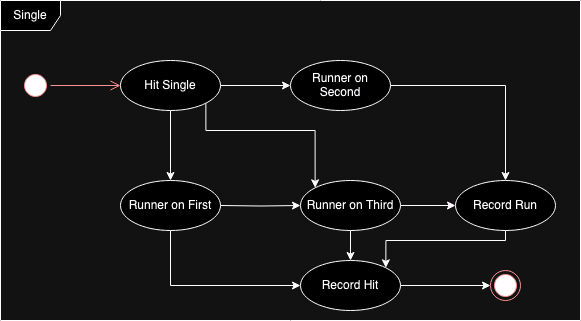 Single
Hit Single
Runner on
Second
Runner on First
Runner on Third
Record Run
Record Hit